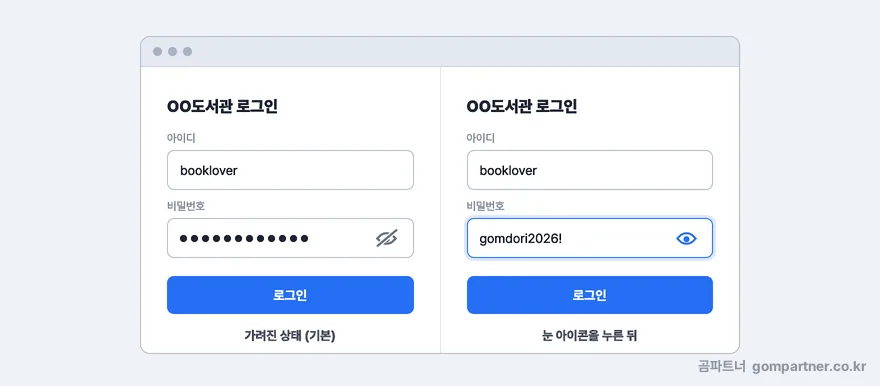 OO도서관 로그인
아이디
booklover
비밀번호
●●●●●●●●●●●●
로그인
가려진 상태 (기본)
OO도서관 로그인
아이디
booklover
비밀번호
gomdori2026!
로그인
눈 아이콘을 누른 뒤
곰파트너 gompartner.co.kr